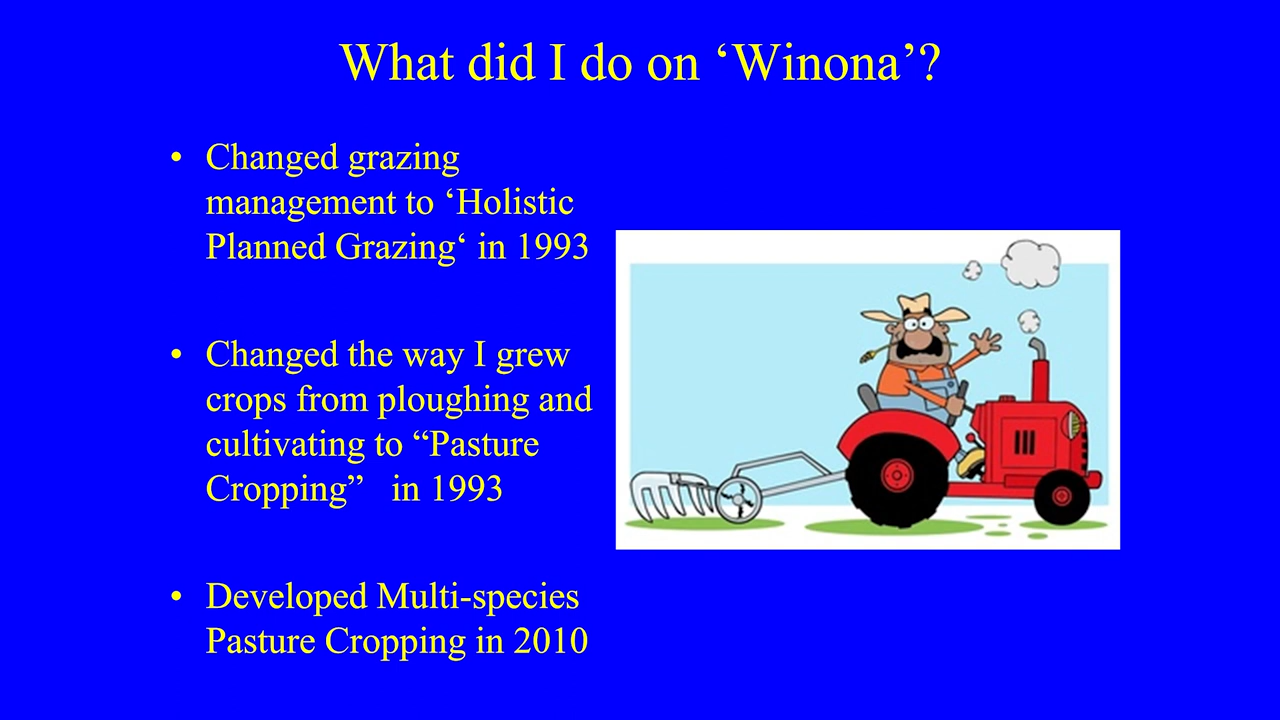 What did I do on ‘Winona’?
• Changed grazing
management to ‘Holistic
Planned Grazing‘ in 1993
• Changed the way I grew
crops from ploughing and
cultivating to “Pasture
Cropping”   in 1993
• Developed Multi-species
Pasture Cropping in 2010